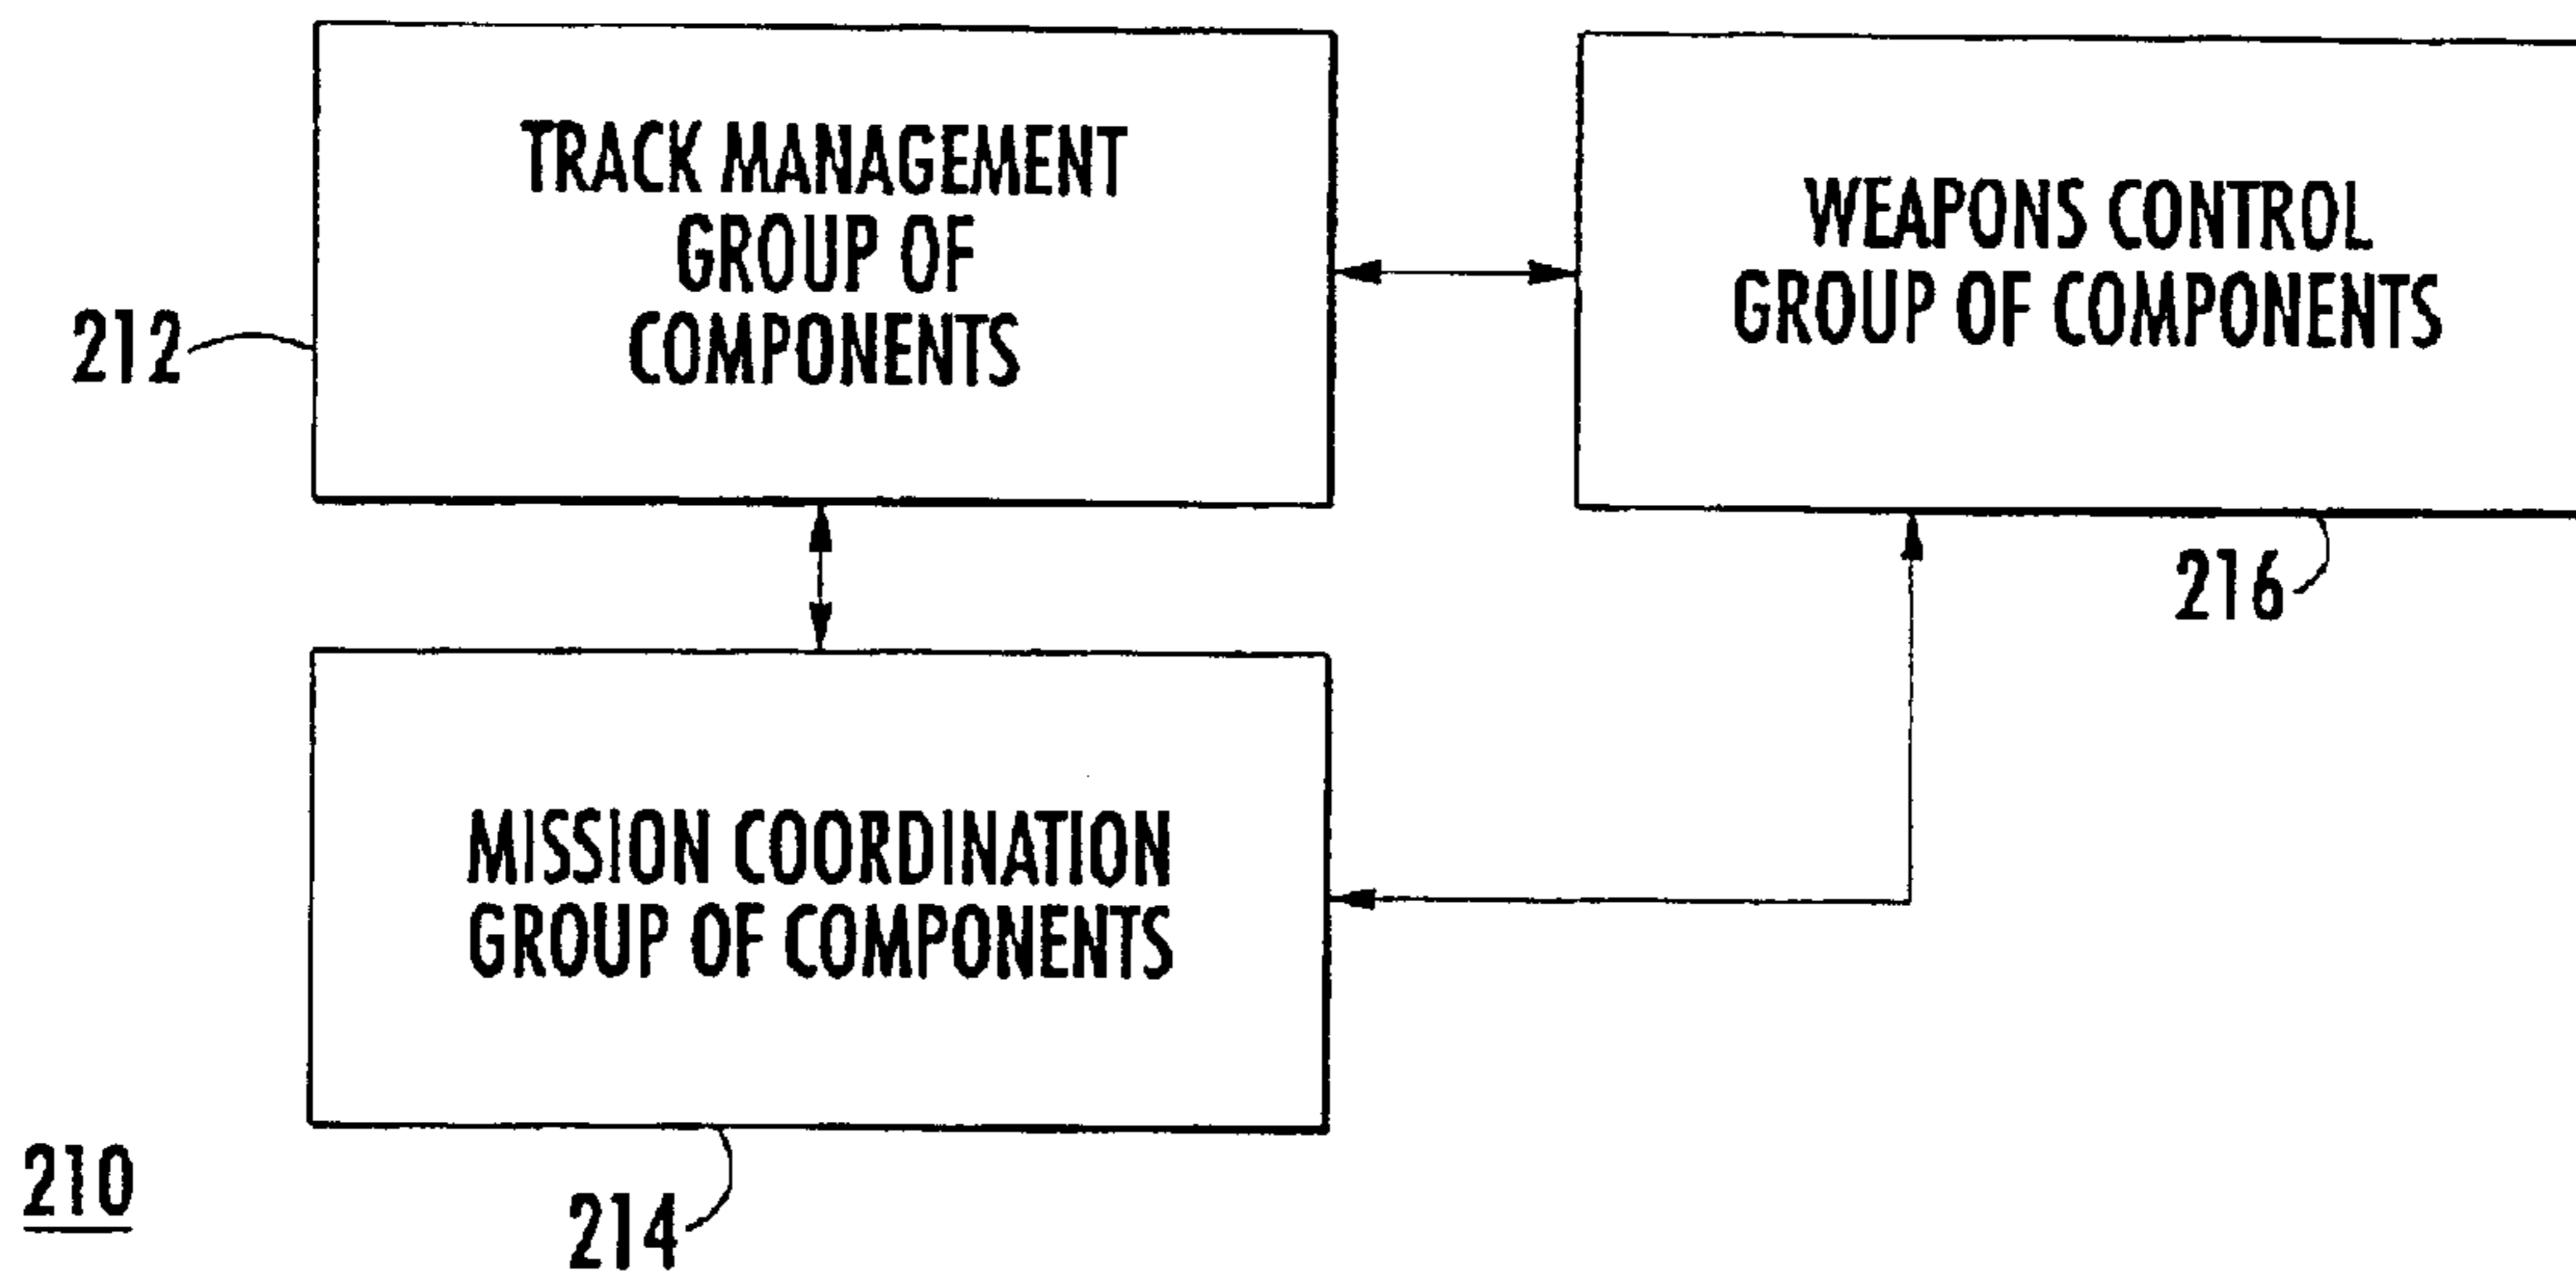 TRACK MANAGEMENT
GROUP OF
COMPONENTS
212
WEAPONS CONTROL
GROUP OF COMPONENTS
216
MISSION COORDINATION
GROUP OF COMPONENTS
214
210